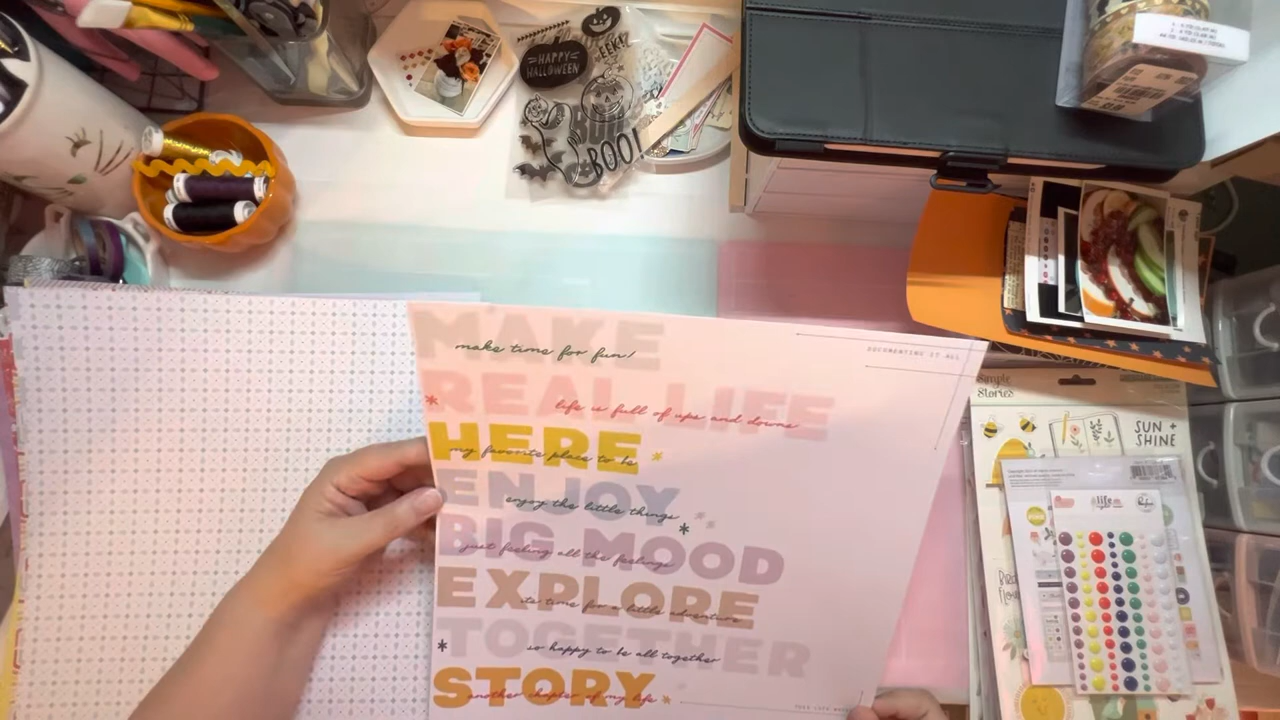 HAPPY
HALLOWEEN
EEK!
BOO!
MAKE
make time for fun!
DOCUMENTING IT ALL
REAL LIFE
life is full of ups and downs
HERE
my favorite place to be
ENJOY
enjoy the little things
BIG MOOD
just feeling all the feelings
EXPLORE
its time for a little adventure
TOGETHER
so happy to be all together
STORY
another chapter of my life
Simple
Stories
SUN +
SHINE
life